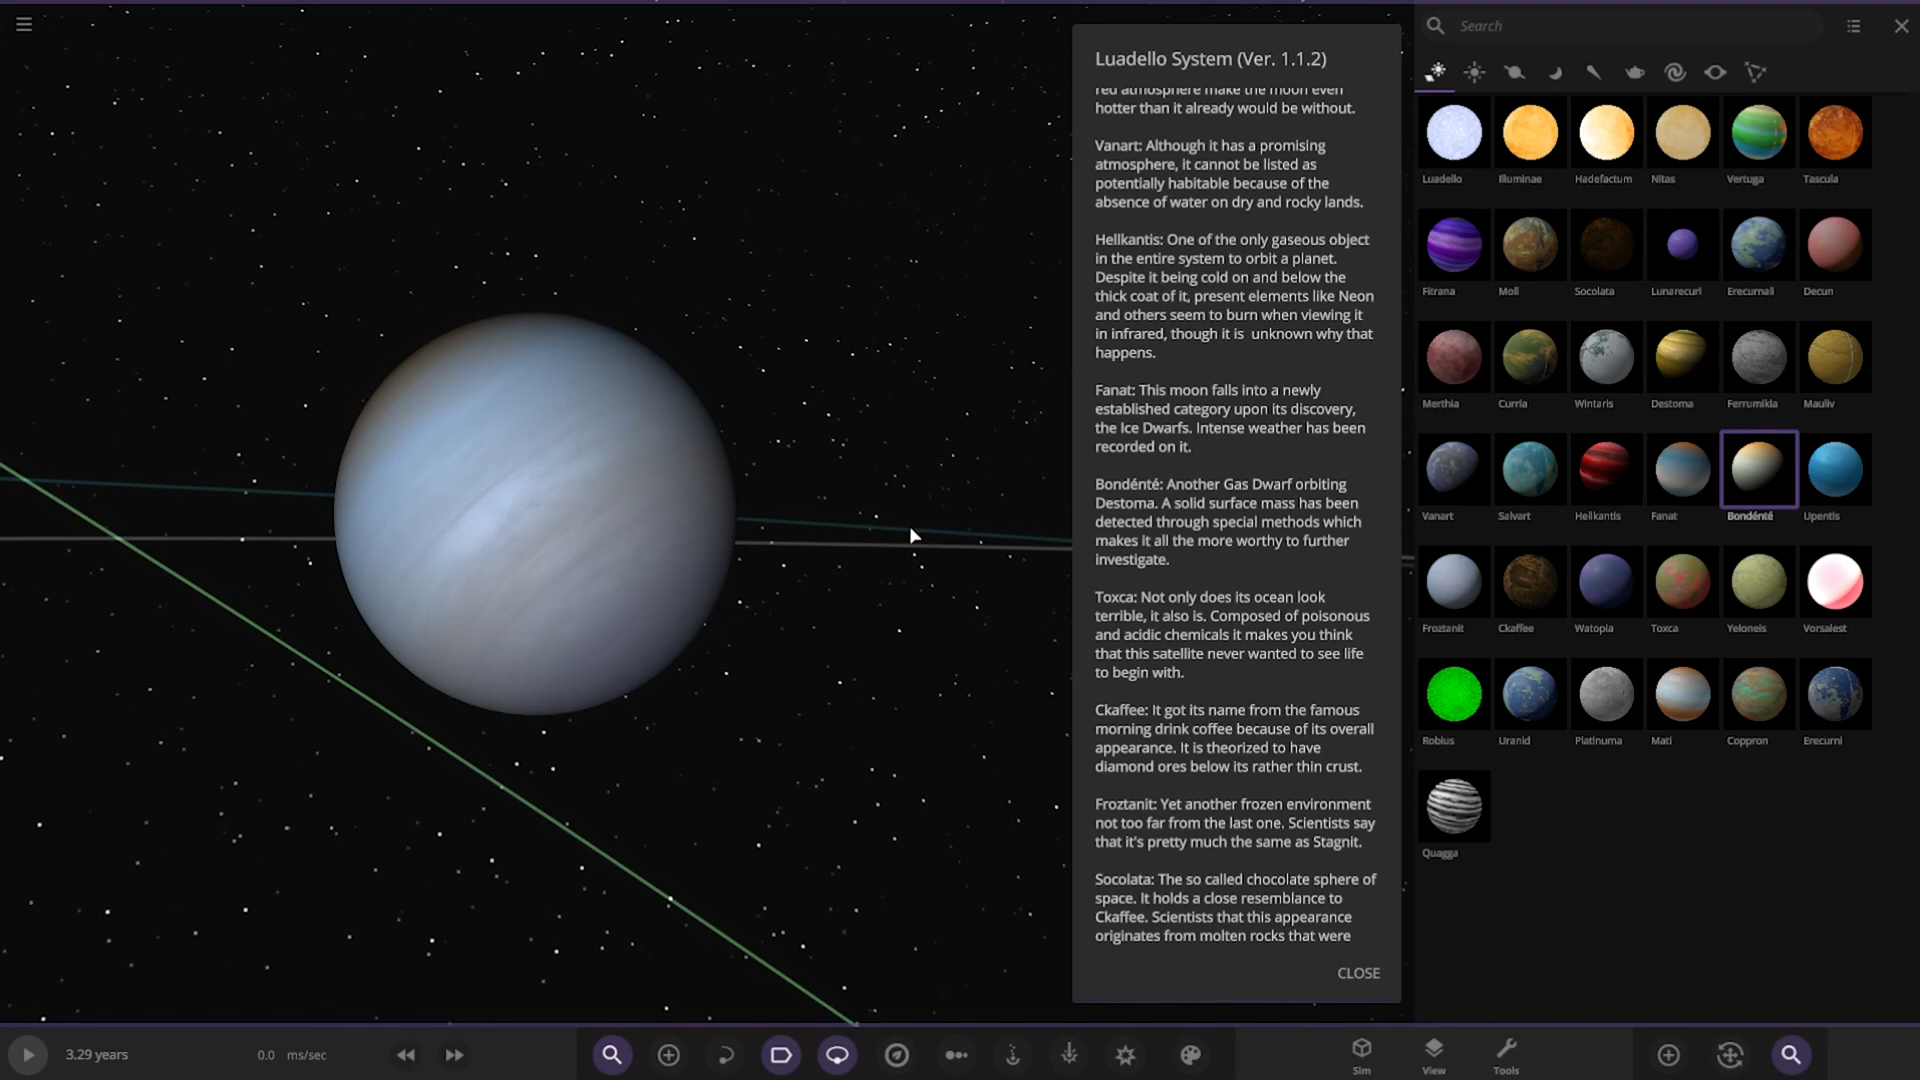 Luadello System (Ver. 1.1.2)
red atmosphere make the moon even
hotter than it already would be without.
Vanart: Although it has a promising
atmosphere, it cannot be listed as
potentially habitable because of the
absence of water on dry and rocky lands.
Hellkantis: One of the only gaseous object
in the entire system to orbit a planet.
Despite it being cold on and below the
thick coat of it, present elements like Neon
and others seem to burn when viewing it
in infrared, though it is  unknown why that
happens.
Fanat: This moon falls into a newly
established category upon its discovery,
the Ice Dwarfs. Intense weather has been
recorded on it.
Bondénté: Another Gas Dwarf orbiting
Destoma. A solid surface mass has been
detected through special methods which
makes it all the more worthy to further
investigate.
Toxca: Not only does its ocean look
terrible, it also is. Composed of poisonous
and acidic chemicals it makes you think
that this satellite never wanted to see life
to begin with.
Ckaffee: It got its name from the famous
morning drink coffee because of its overall
appearance. It is theorized to have
diamond ores below its rather thin crust.
Froztanit: Yet another frozen environment
not too far from the last one. Scientists say
that it's pretty much the same as Stagnit.
Socolata: The so called chocolate sphere of
space. It holds a close resemblance to
Ckaffee. Scientists that this appearance
originates from molten rocks that were
CLOSE
Search
Luadello Illuminae Hadefactum Nitas Vertuga Tascula
Fitrana Moll Socolata Lunarecurl Erecurnali Decun
Merthia Curria Wintaris Destoma Ferrumikla Mauliv
Vanart Salvart Hellkantis Fanat Bondénté Upentis
Froztanit Ckaffee Watopia Toxca Yeloneis Vorsalest
Robius Uranid Platinuma Mati Coppron Erecurni
Quagga
3.29 years 0.0 ms/sec
Sim View Tools